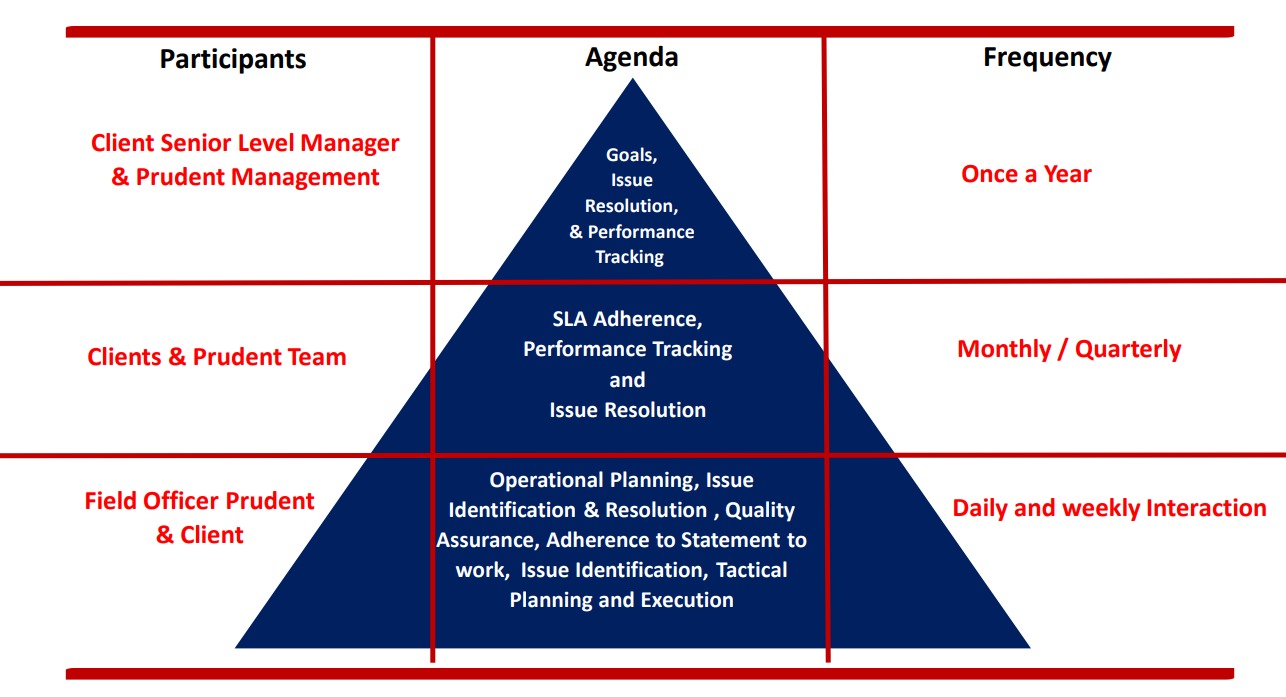 Participants
Agenda
Frequency
Client Senior Level Manager
& Prudent Management
Goals,
Issue
Resolution,
& Performance
Tracking
Once a Year
Clients & Prudent Team
SLA Adherence,
Performance Tracking
and
Issue Resolution
Monthly / Quarterly
Field Officer Prudent
& Client
Operational Planning, Issue
Identification & Resolution , Quality
Assurance, Adherence to Statement to
work, Issue Identification, Tactical
Planning and Execution
Daily and weekly Interaction